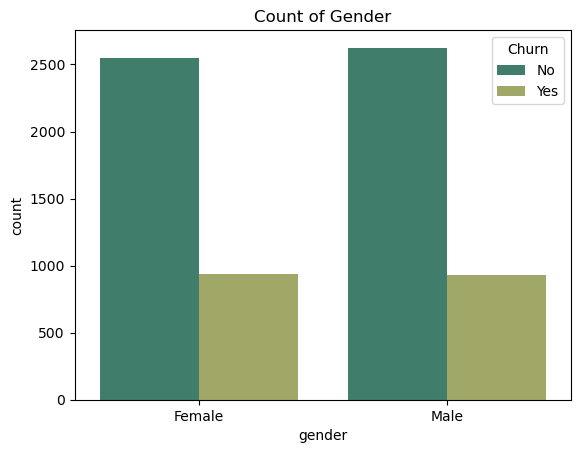 Count of Gender
Churn
No
Yes
2500
2000
1500
1000
500
0
count
Female
Male
gender